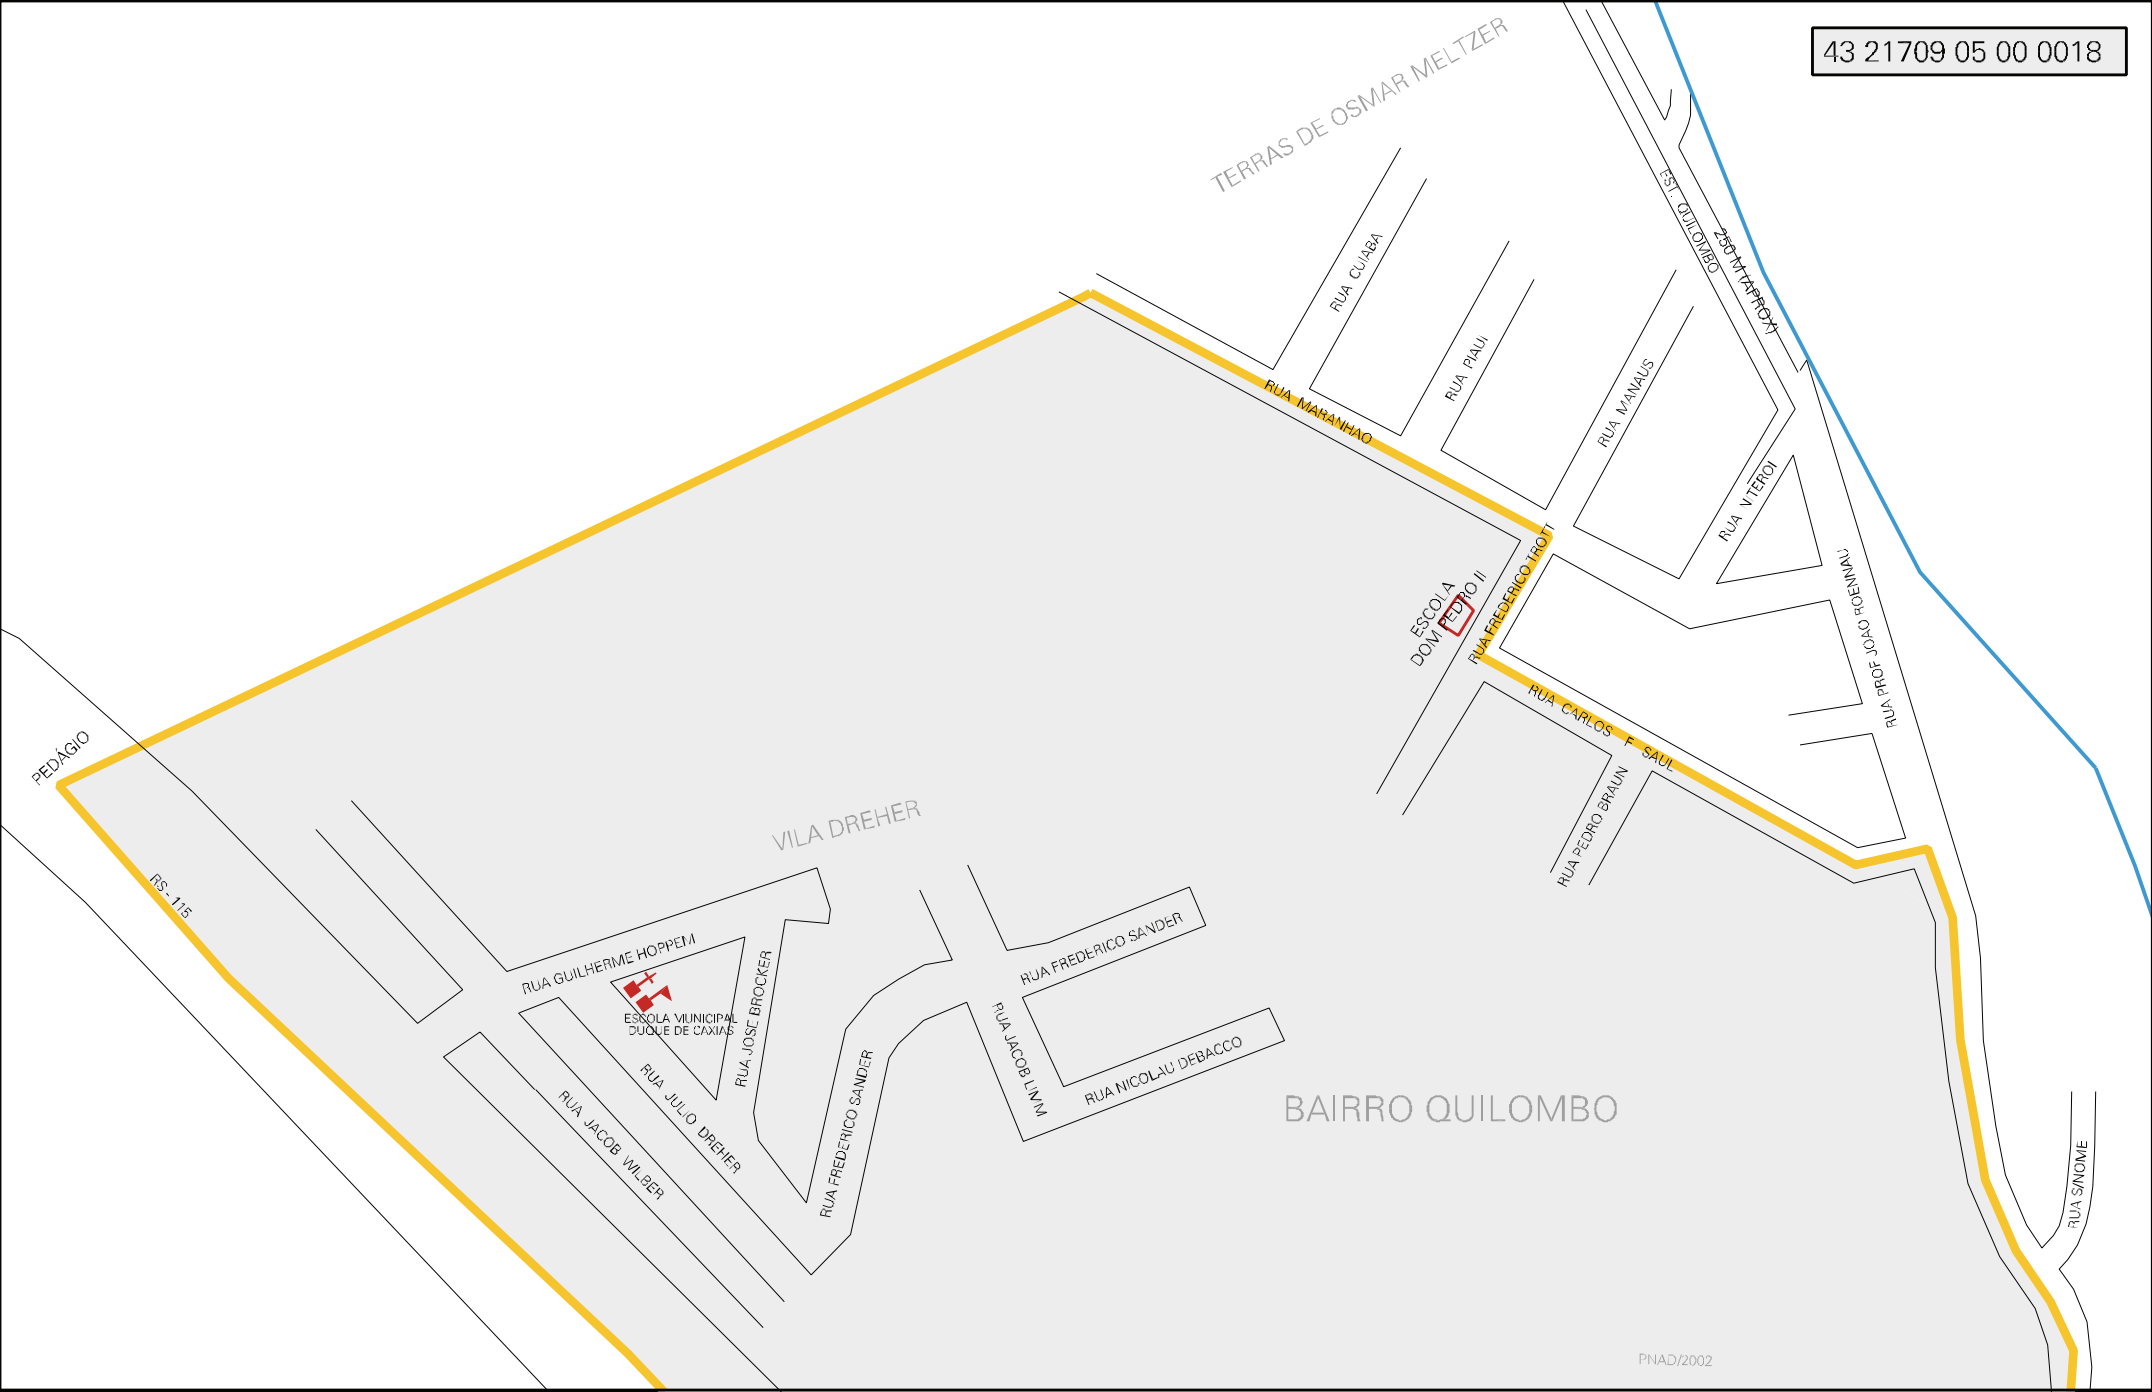 43 21709 05 00 0018
TERRAS DE OSMAR MELTZER
EST. QUILOMBO
250 M (APROX)
RUA CUIABA
RUA PIAUI
RUA MANAUS
RUA MARANHAO
RUA NITEROI
RUA FREDERICO TROTT
ESCOLA
DOM PEDRO II
RUA PROF JOAO ROENNAU
RUA CARLOS F SAUL
RUA PEDRO BRAUN
PEDÁGIO
RS - 115
VILA DREHER
RUA GUILHERME HOPPEM
RUA FREDERICO SANDER
ESCOLA MUNICIPAL
DUQUE DE CAXIAS
RUA JOSE BROCKER
RUA JACOB LIMM
RUA NICOLAU DEBACCO
RUA JULIO DREHER
RUA JACOB WILBER
RUA FREDERICO SANDER
BAIRRO QUILOMBO
RUA S/NOME
PNAD/2002